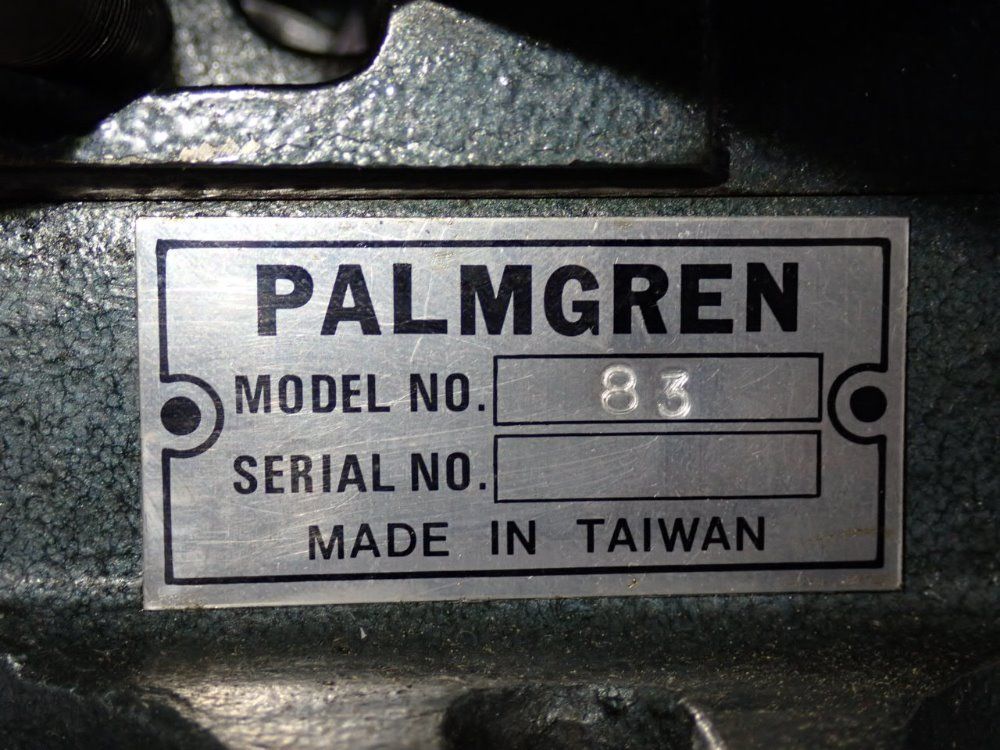 PALMGREN
MODEL NO. 83
SERIAL NO.
MADE IN TAIWAN